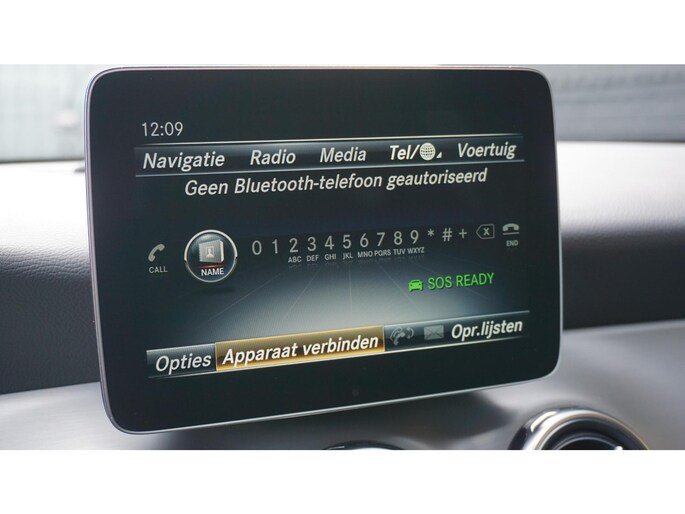 12:09
Navigatie Radio Media Tel/ Voertuig
Geen Bluetooth-telefoon geautoriseerd
0 1 2 3 4 5 6 7 8 9 * # +
ABC DEF GHI JKL MNO PQRS TUV WXYZ
CALL NAME END
SOS READY
Opties Apparaat verbinden Opr.lijsten